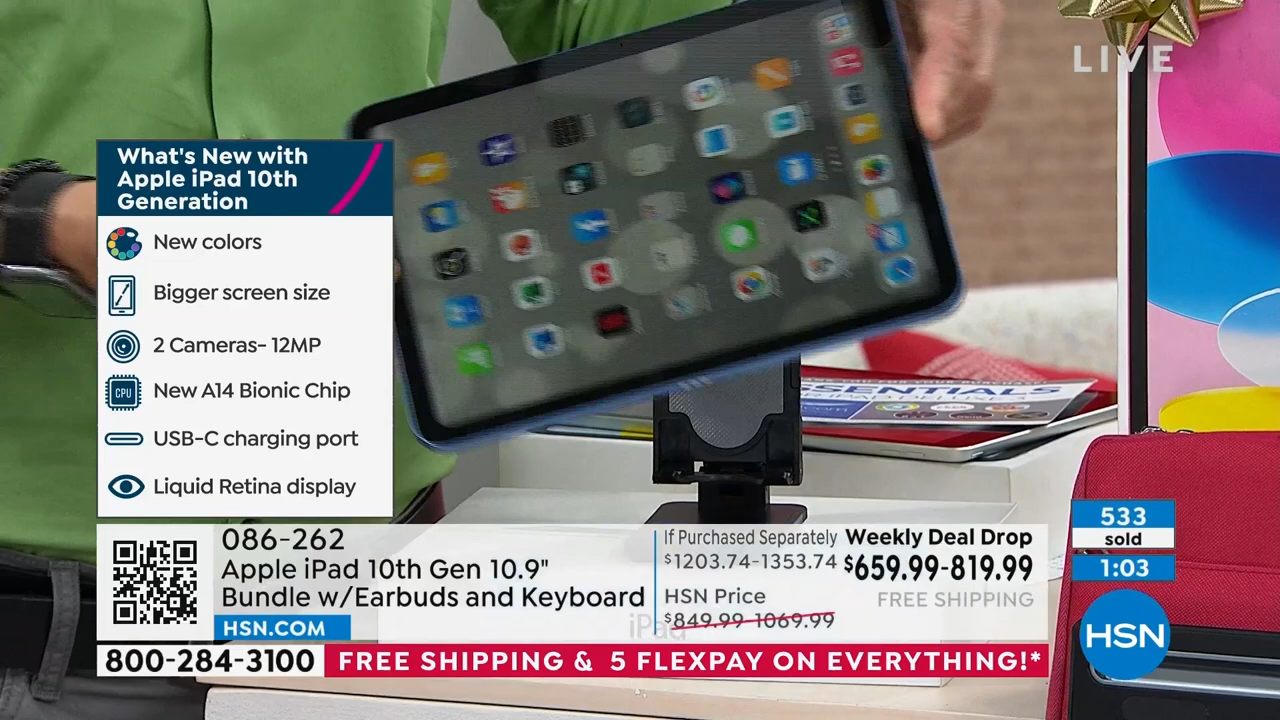 LIVE
What's New with
Apple iPad 10th
Generation
New colors
Bigger screen size
2 Cameras- 12MP
CPU
New A14 Bionic Chip
USB-C charging port
Liquid Retina display
ESSENTIALS
086-262
Apple iPad 10th Gen 10.9"
Bundle w/Earbuds and Keyboard
HSN.COM
If Purchased Separately
$1203.74-1353.74
HSN Price
$849.99-1069.99
Weekly Deal Drop
$659.99-819.99
FREE SHIPPING
iPad
533
sold
1:03
HSN
800-284-3100
FREE SHIPPING & 5 FLEXPAY ON EVERYTHING!*